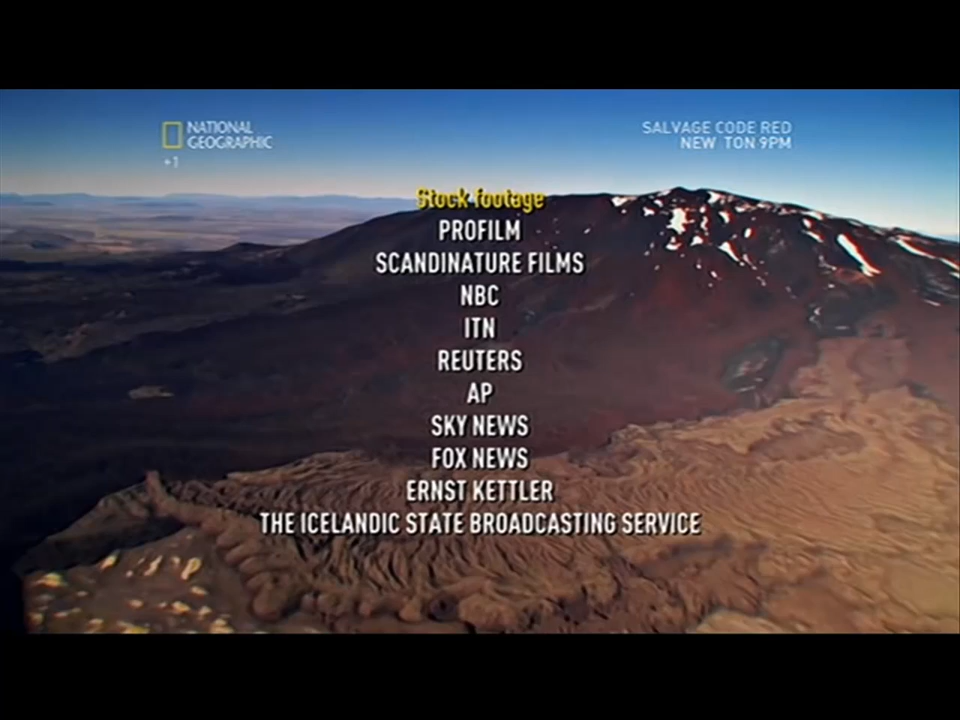 NATIONAL
GEOGRAPHIC
+1
SALVAGE CODE RED
NEW TON 9PM
Stock footage
PROFILM
SCANDINATURE FILMS
NBC
ITN
REUTERS
AP
SKY NEWS
FOX NEWS
ERNST KETTLER
THE ICELANDIC STATE BROADCASTING SERVICE